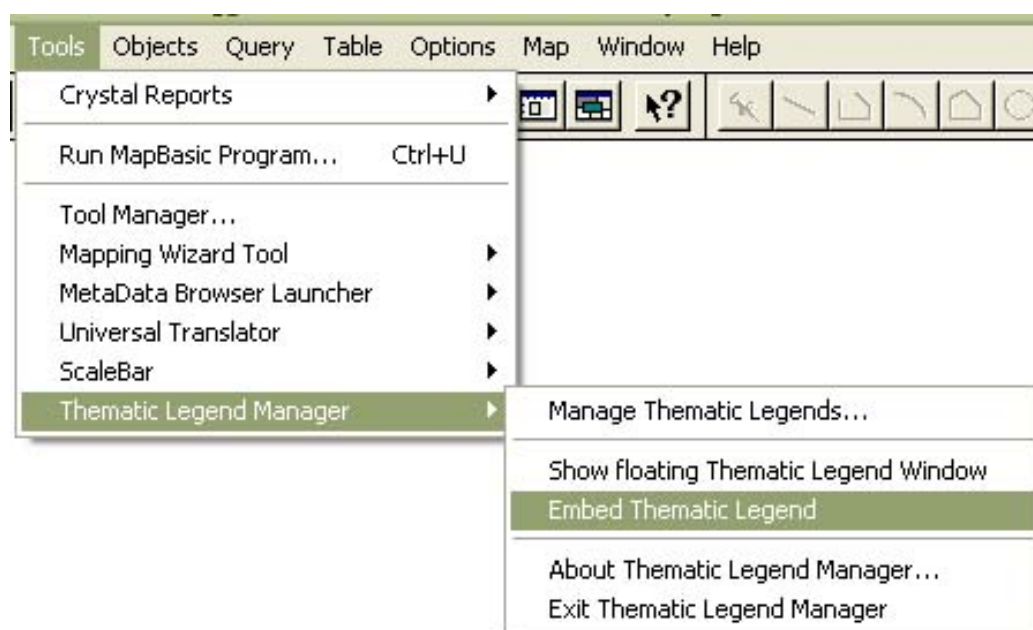 Tools Objects Query Table Options Map Window Help
Crystal Reports
Run MapBasic Program... Ctrl+U
Tool Manager...
Mapping Wizard Tool
MetaData Browser Launcher
Universal Translator
ScaleBar
Thematic Legend Manager
Manage Thematic Legends...
Show floating Thematic Legend Window
Embed Thematic Legend
About Thematic Legend Manager...
Exit Thematic Legend Manager